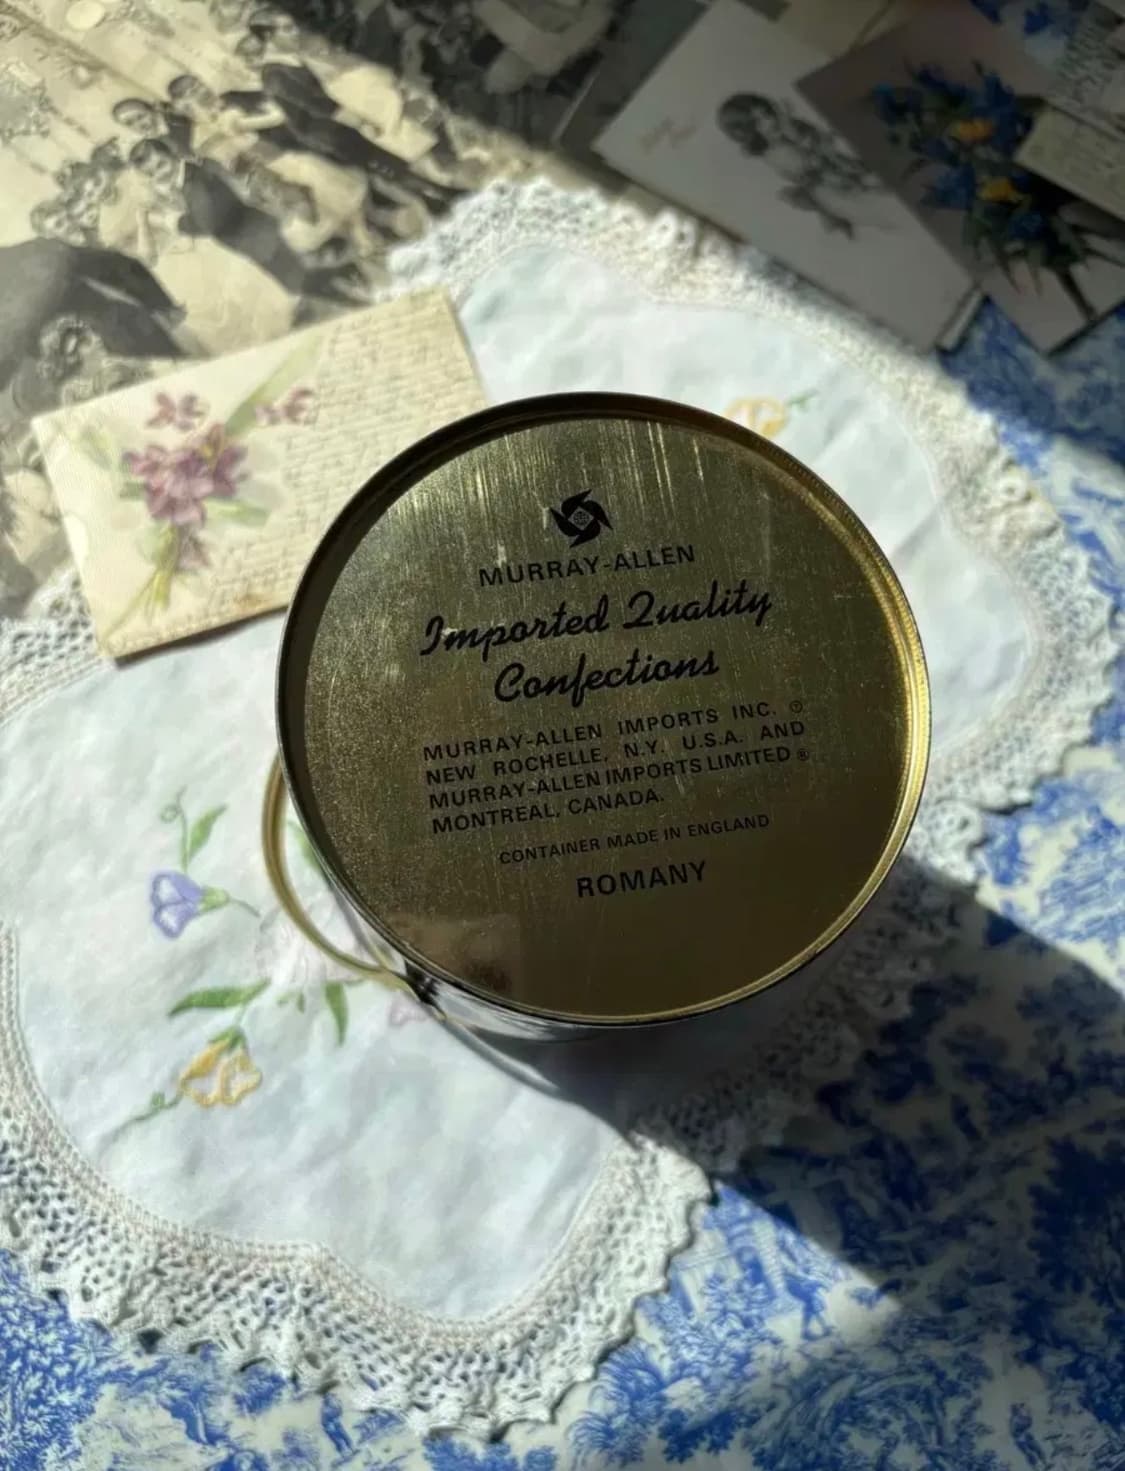 MURRAY-ALLEN
Imported Quality
Confections
MURRAY-ALLEN IMPORTS INC. ®
NEW ROCHELLE, N.Y. U.S.A. AND
MURRAY-ALLEN IMPORTS LIMITED ®
MONTREAL, CANADA.
CONTAINER MADE IN ENGLAND
ROMANY